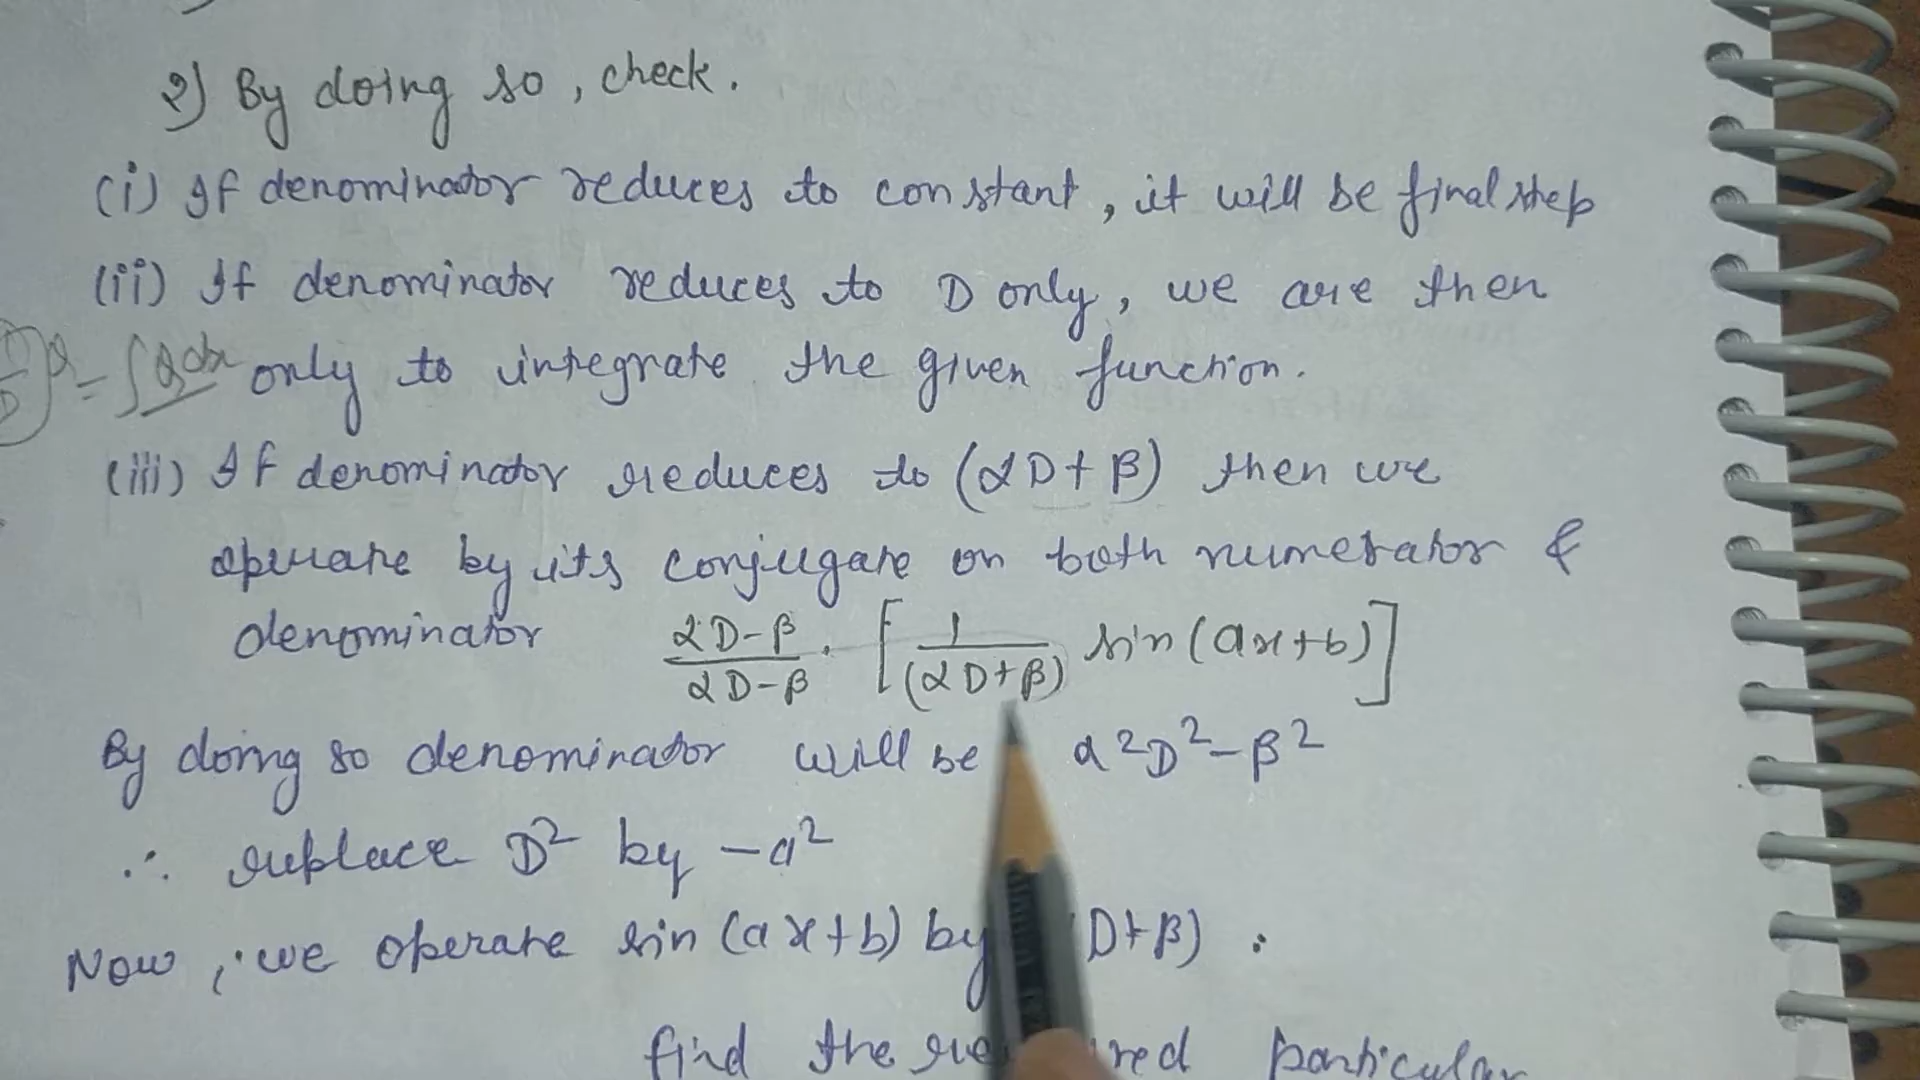 2) By doing so, check.
(i) If denominator reduces to constant, it will be final step
(ii) If denominator reduces to D only, we are then
Q = ∫Q dx only to integrate the given function.
(iii) If denominator reduces to (αD+β) then we
operate by its conjugate on both numerator &
denominator αD-β/αD-β . [1/(αD+β) sin(ax+b)]
By doing so denominator will be α²D²-β²
∴ replace D² by -a²
Now, we operate sin(ax+b) by D+β) .
find the particular